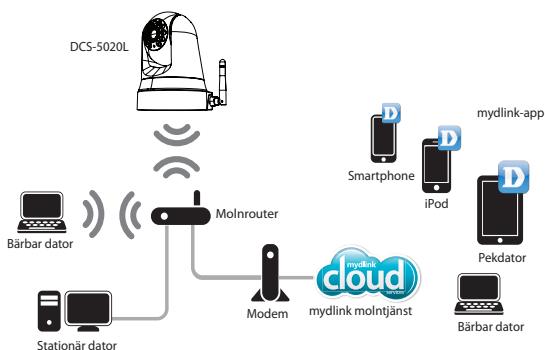 DCS-5020L
mydlink-app
D
D
D
Smartphone
iPod
Molnrouter
Bärbar dator
Pekdator
mydlink
cloud
services
Modem
mydlink molntjänst
Bärbar dator
Stationär dator